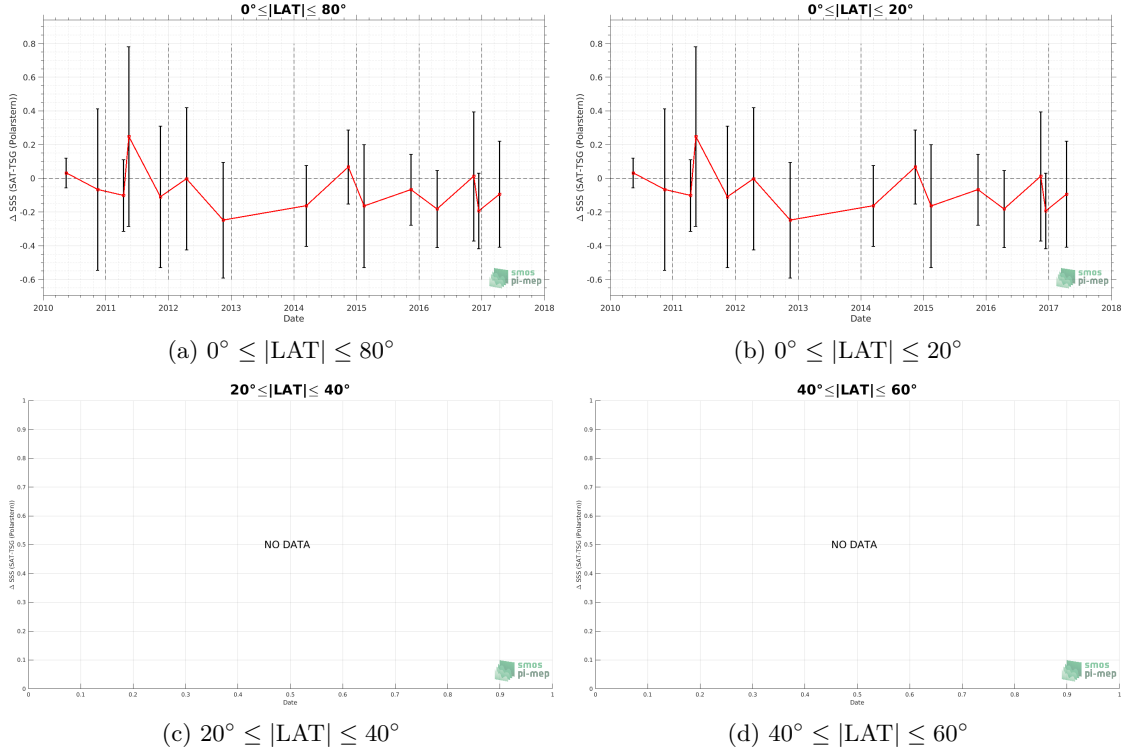 0°≤|LAT|≤ 80°
Δ SSS (SAT-TSG (Polarstern))
0.8
0.6
0.4
0.2
0
-0.2
-0.4
-0.6
2010 2011 2012 2013 2014 2015 2016 2017 2018
Date
smos
pi-mep
(a) 0° ≤ |LAT| ≤ 80°
0°≤|LAT|≤ 20°
Δ SSS (SAT-TSG (Polarstern))
0.8
0.6
0.4
0.2
0
-0.2
-0.4
-0.6
2010 2011 2012 2013 2014 2015 2016 2017 2018
Date
smos
pi-mep
(b) 0° ≤ |LAT| ≤ 20°
20°≤|LAT|≤ 40°
Δ SSS (SAT-TSG (Polarstern))
1
0.9
0.8
0.7
0.6
0.5
0.4
0.3
0.2
0.1
0
NO DATA
0 0.1 0.2 0.3 0.4 0.5 0.6 0.7 0.8 0.9 1
Date
smos
pi-mep
(c) 20° ≤ |LAT| ≤ 40°
40°≤|LAT|≤ 60°
Δ SSS (SAT-TSG (Polarstern))
1
0.9
0.8
0.7
0.6
0.5
0.4
0.3
0.2
0.1
0
NO DATA
0 0.1 0.2 0.3 0.4 0.5 0.6 0.7 0.8 0.9 1
Date
smos
pi-mep
(d) 40° ≤ |LAT| ≤ 60°